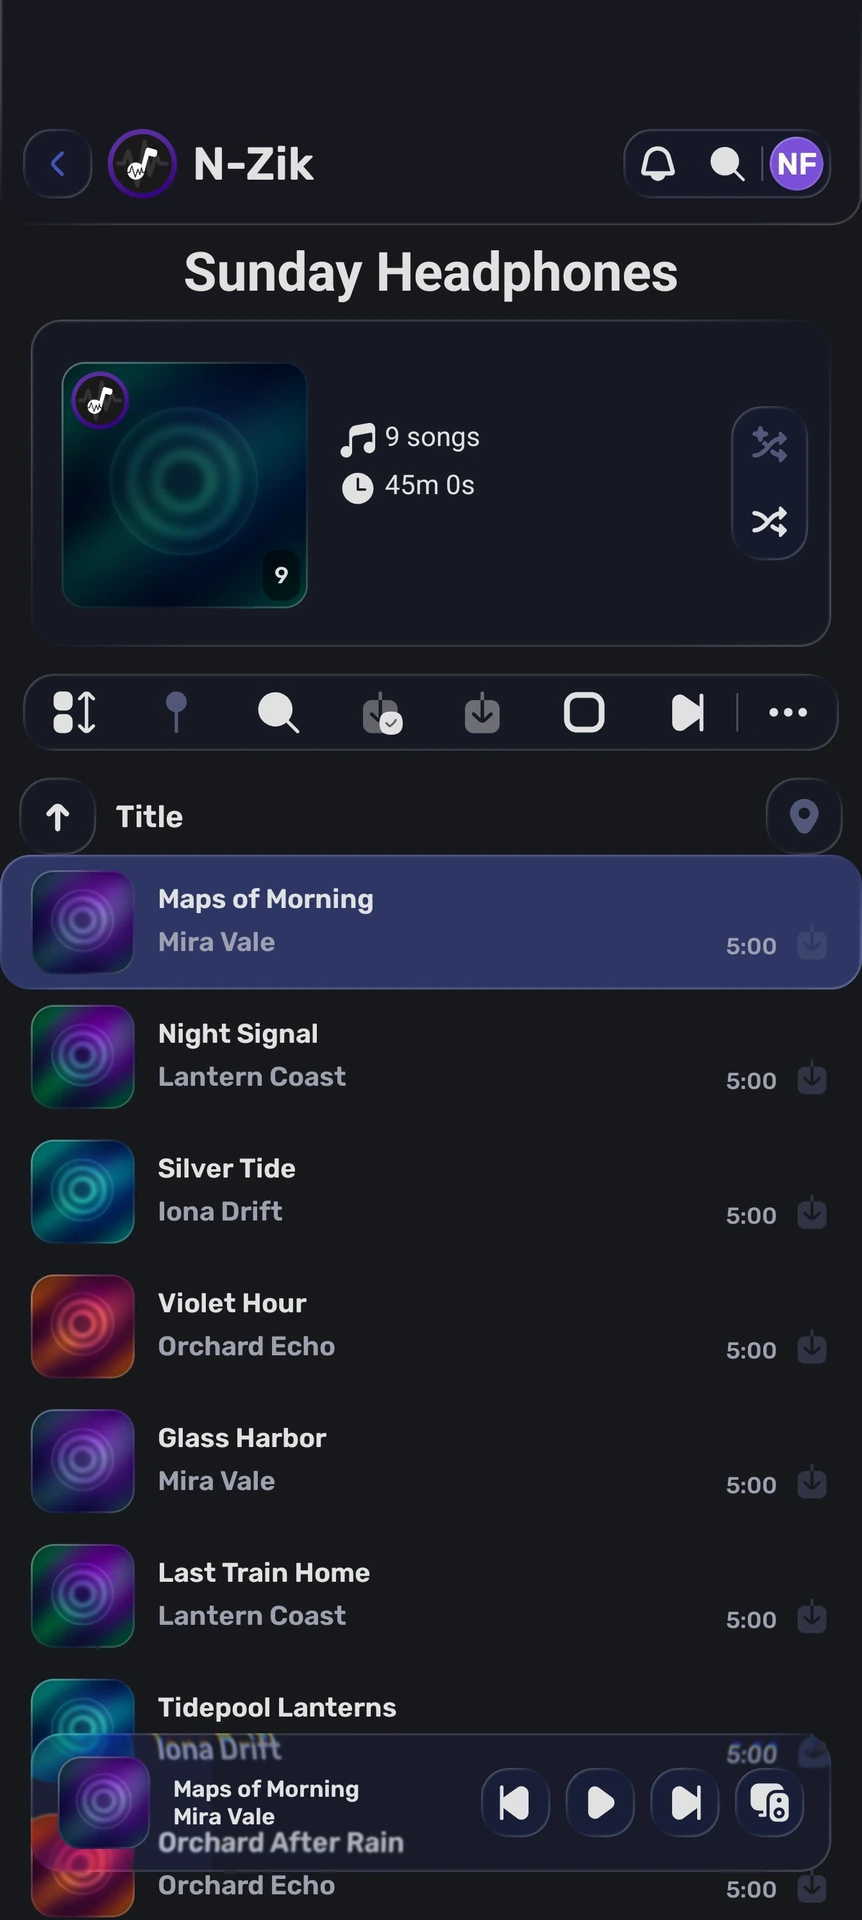 N-Zik
NF
Sunday Headphones
9 songs
45m 0s
9
Title
Maps of Morning
Mira Vale
5:00
Night Signal
Lantern Coast
5:00
Silver Tide
Iona Drift
5:00
Violet Hour
Orchard Echo
5:00
Glass Harbor
Mira Vale
5:00
Last Train Home
Lantern Coast
5:00
Tidepool Lanterns
Iona Drift
5:00
Maps of Morning
Mira Vale
Orchard After Rain
Orchard Echo
5:00